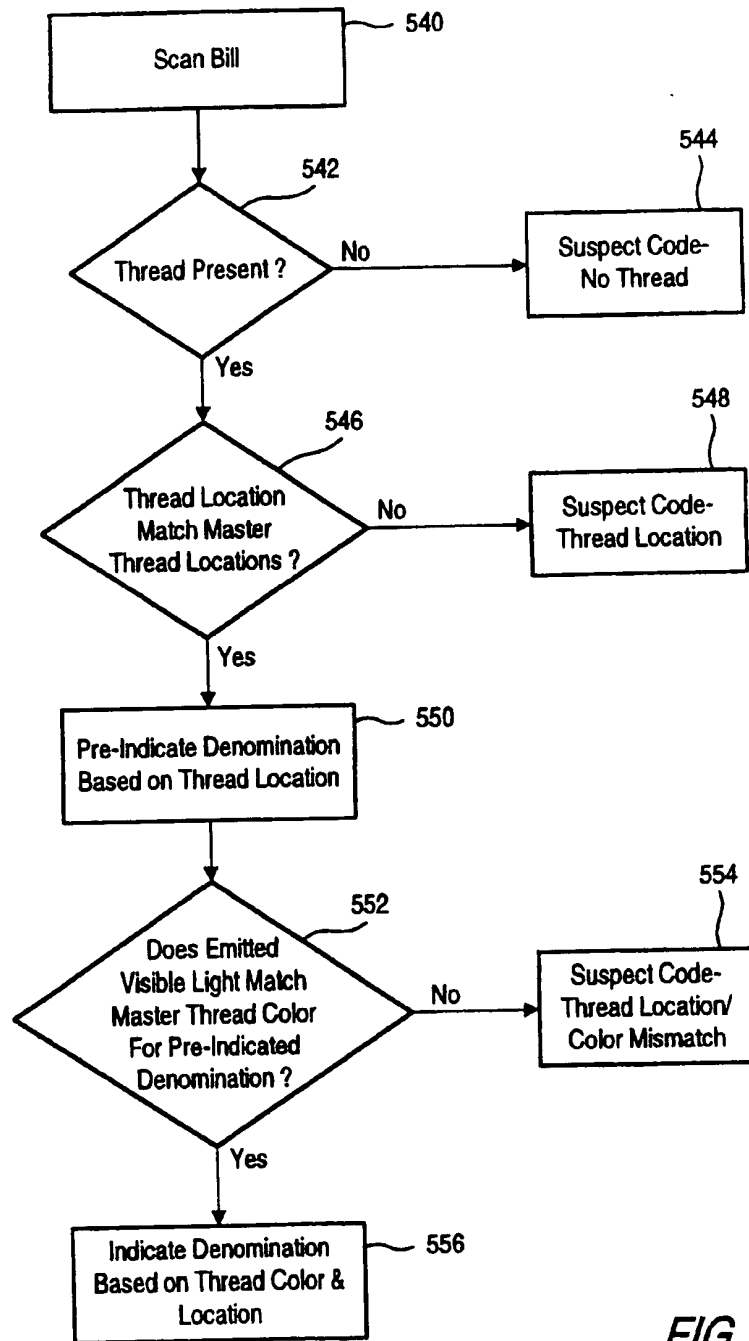 540
Scan Bill
542
544
Thread Present ?
No
Suspect Code-
No Thread
Yes
546
548
Thread Location
Match Master
Thread Locations ?
No
Suspect Code-
Thread Location
Yes
550
Pre-Indicate Denomination
Based on Thread Location
552
554
Does Emitted
Visible Light Match
Master Thread Color
For Pre-Indicated
Denomination ?
No
Suspect Code-
Thread Location/
Color Mismatch
Yes
Indicate Denomination
Based on Thread Color &
Location
556
FIG